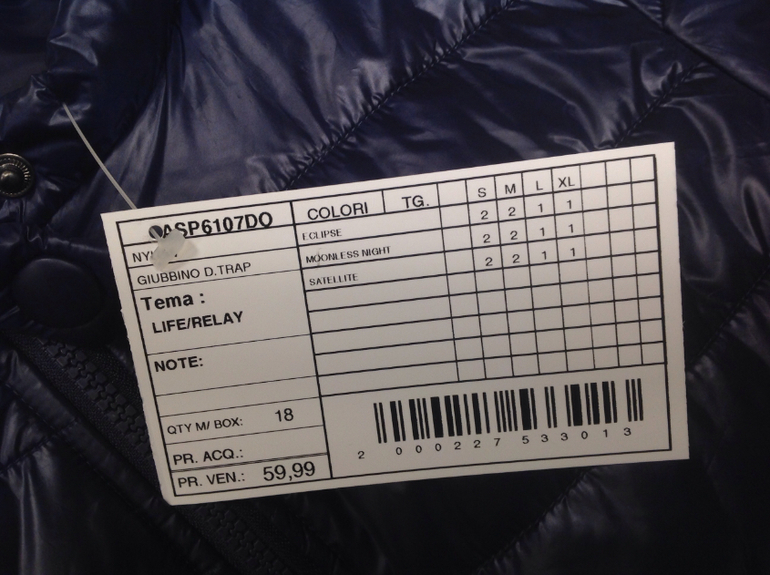 ASP6107DO
GIUBBINO D.TRAP
Tema :
LIFE/RELAY
NOTE:
QTY M/ BOX: 18
PR. ACQ.:
PR. VEN.: 59,99
COLORI TG. S M L XL
ECLIPSE 2 2 1 1
MOONLESS NIGHT 2 2 1 1
SATELLITE 2 2 1 1
2 000227 533013